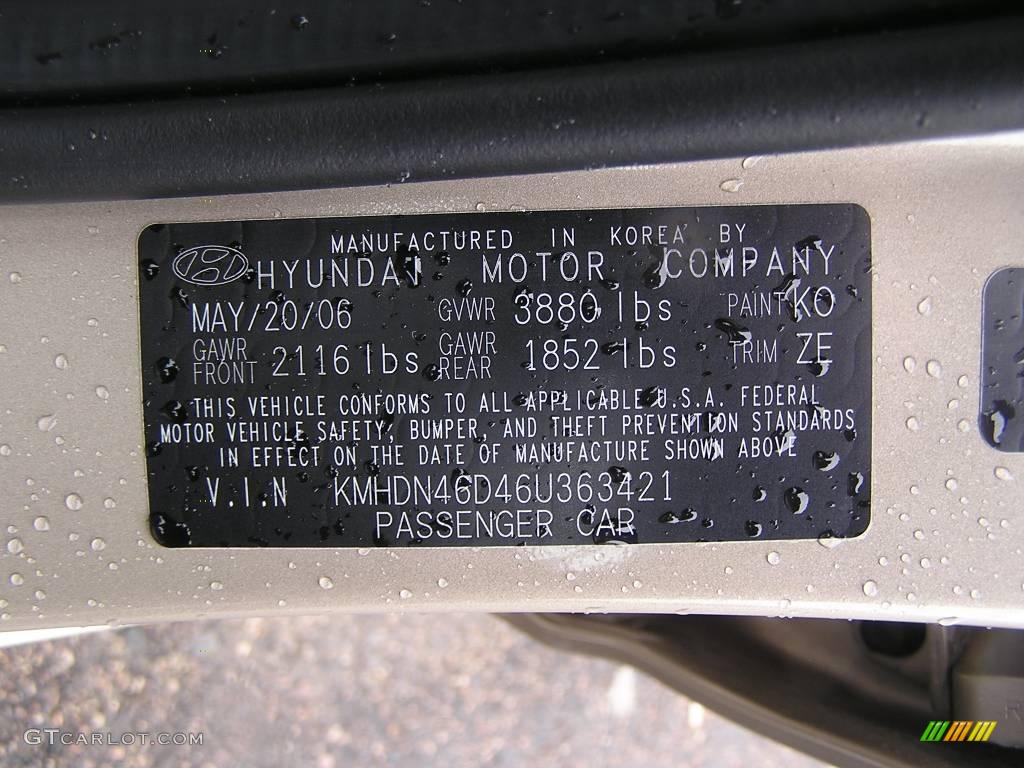 MANUFACTURED IN KOREA BY
HYUNDAI MOTOR COMPANY
MAY/20/06 GVWR 3880 lbs PAINT KO
GAWR FRONT 2116 lbs GAWR REAR 1852 lbs TRIM ZE
THIS VEHICLE CONFORMS TO ALL APPLICABLE U.S.A. FEDERAL
MOTOR VEHICLE SAFETY, BUMPER, AND THEFT PREVENTION STANDARDS
IN EFFECT ON THE DATE OF MANUFACTURE SHOWN ABOVE
V.I.N KMHDN46D46U363421
PASSENGER CAR
GTCARLOT.COM